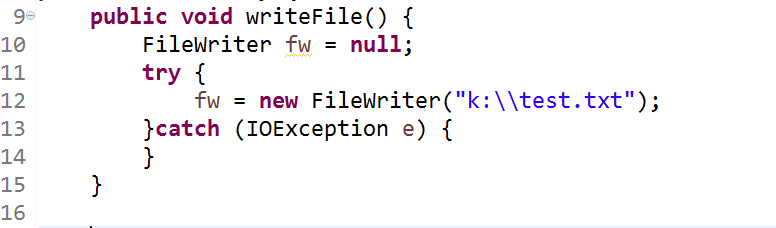 9 public void writeFile() {
10 FileWriter fw = null;
11 try {
12 fw = new FileWriter("k:\\test.txt");
13 }catch (IOException e) {
14 }
15 }
16